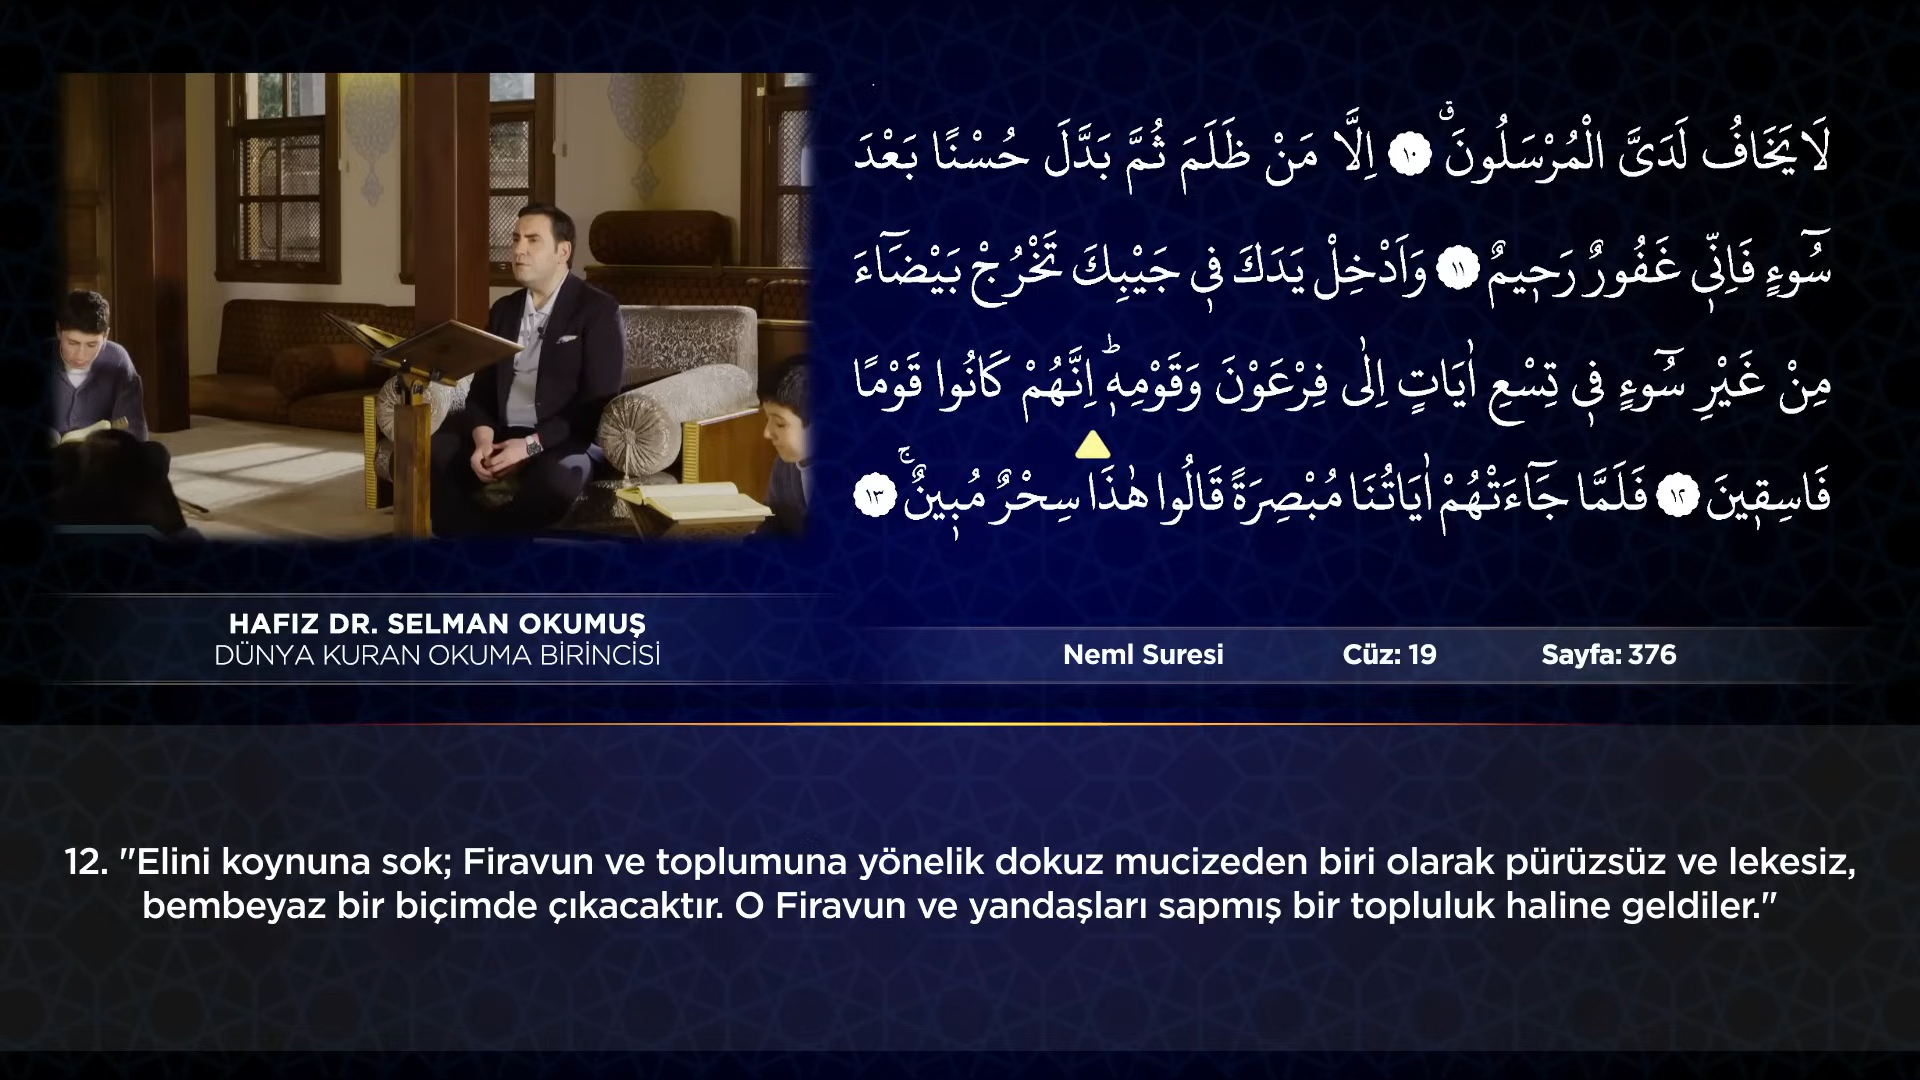 لَا يَخَافُ لَدَىَّ الْمُرْسَلُونَۗ ﴿١٠﴾ اِلَّا مَنْ ظَلَمَ ثُمَّ بَدَّلَ حُسْنًا بَعْدَ
سُٓوءٍ فَاِنّٖي غَفُورٌ رَحٖيمٌ ﴿١١﴾ وَاَدْخِلْ يَدَكَ فٖي جَيْبِكَ تَخْرُجْ بَيْضَٓاءَ
مِنْ غَيْرِ سُٓوءٍ فٖي تِسْعِ اٰيَاتٍ اِلٰى فِرْعَوْنَ وَقَوْمِهٖؕ اِنَّهُمْ كَانُوا قَوْمًا
فَاسِقٖينَ ﴿١٢﴾ فَلَمَّا جَٓاءَتْهُمْ اٰيَاتُنَا مُبْصِرَةً قَالُوا هٰذَا سِحْرٌ مُبٖينٌۚ ﴿١٣﴾
HAFIZ DR. SELMAN OKUMUŞ
DÜNYA KURAN OKUMA BİRİNCİSİ
Neml Suresi Cüz: 19 Sayfa: 376
12. "Elini koynuna sok; Firavun ve toplumuna yönelik dokuz mucizeden biri olarak pürüzsüz ve lekesiz,
bembeyaz bir biçimde çıkacaktır. O Firavun ve yandaşları sapmış bir topluluk haline geldiler."